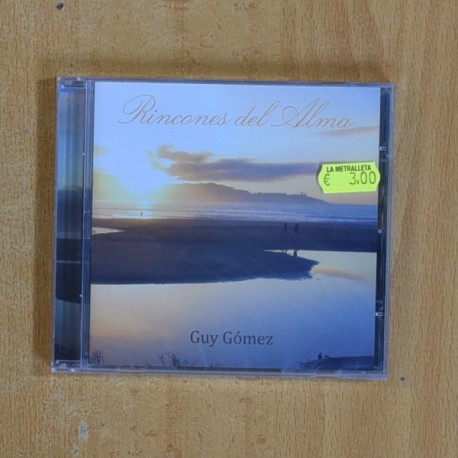 Rincones del Alma
LA METRALLETA
€ 3.00
Guy Gómez